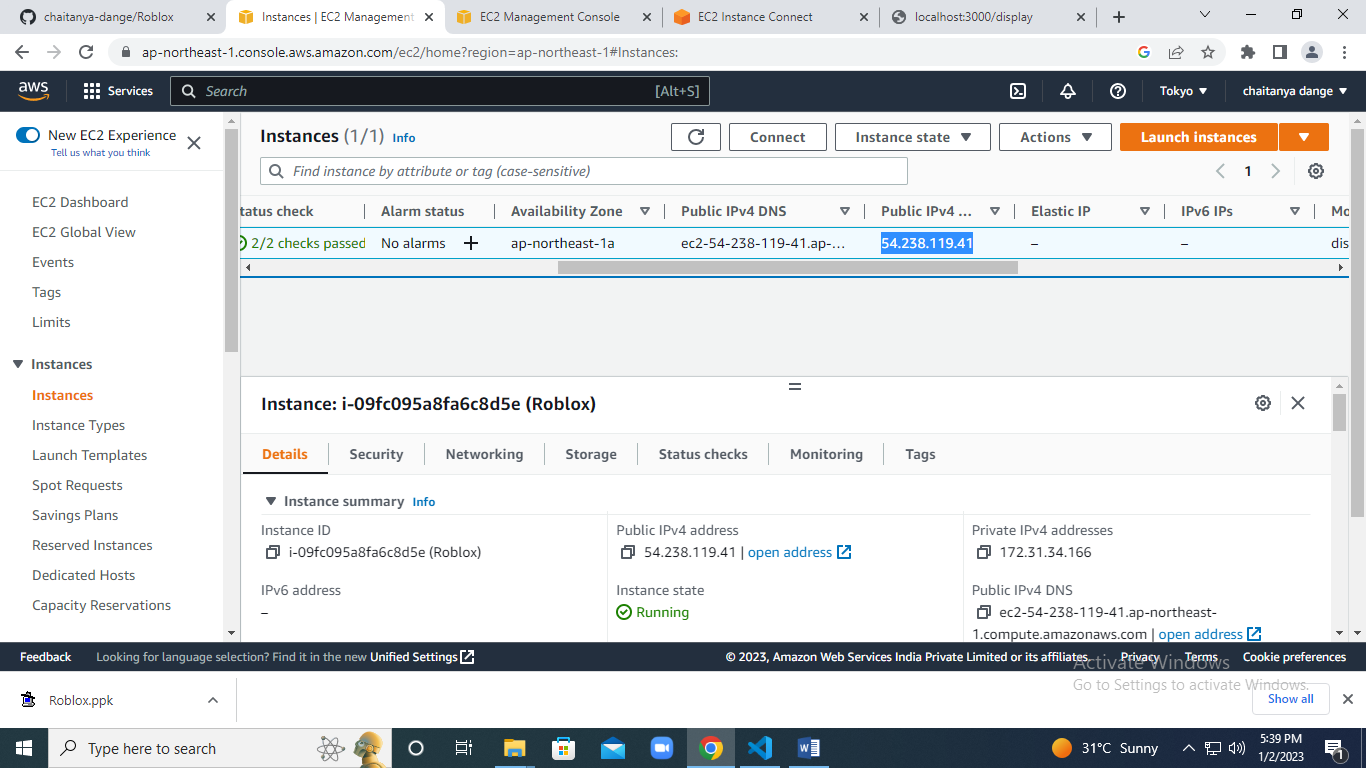 chaitanya-dange/Roblox
Instances | EC2 Management
EC2 Management Console
EC2 Instance Connect
localhost:3000/display
ap-northeast-1.console.aws.amazon.com/ec2/home?region=ap-northeast-1#Instances:
aws
Services
Search
[Alt+S]
Tokyo
chaitanya dange
New EC2 Experience
Tell us what you think
EC2 Dashboard
EC2 Global View
Events
Tags
Limits
Instances
Instances
Instance Types
Launch Templates
Spot Requests
Savings Plans
Reserved Instances
Dedicated Hosts
Capacity Reservations
Instances (1/1) Info
Connect
Instance state
Actions
Launch instances
Find instance by attribute or tag (case-sensitive)
1
tatus check
Alarm status
Availability Zone
Public IPv4 DNS
Public IPv4 ...
Elastic IP
IPv6 IPs
Mo
2/2 checks passed
No alarms
ap-northeast-1a
ec2-54-238-119-41.ap-...
54.238.119.41
–
–
dis
Instance: i-09fc095a8fa6c8d5e (Roblox)
Details
Security
Networking
Storage
Status checks
Monitoring
Tags
Instance summary Info
Instance ID
i-09fc095a8fa6c8d5e (Roblox)
IPv6 address
–
Public IPv4 address
54.238.119.41 | open address
Instance state
Running
Private IPv4 addresses
172.31.34.166
Public IPv4 DNS
ec2-54-238-119-41.ap-northeast-
1.compute.amazonaws.com | open address
Feedback
Looking for language selection? Find it in the new Unified Settings
© 2023, Amazon Web Services India Private Limited or its affiliates.
Privacy
Terms
Cookie preferences
Activate Windows
Go to Settings to activate Windows.
Roblox.ppk
Show all
Type here to search
31°C Sunny
5:39 PM
1/2/2023
1